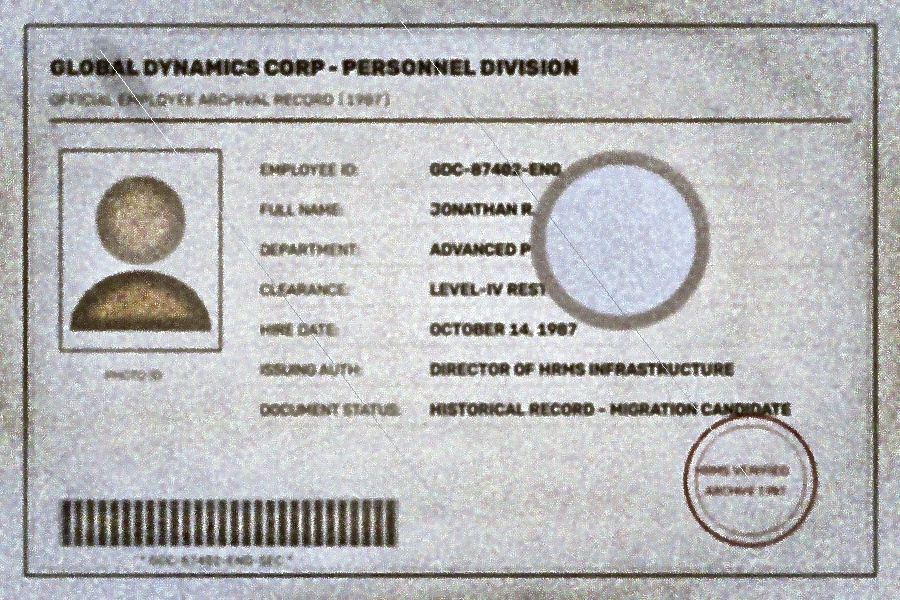 GLOBAL DYNAMICS CORP - PERSONNEL DIVISION
OFFICIAL EMPLOYEE ARCHIVAL RECORD (1987)
EMPLOYEE ID: GDC-87482-ENG
FULL NAME: JONATHAN R.
DEPARTMENT: ADVANCED P
CLEARANCE: LEVEL-IV REST
HIRE DATE: OCTOBER 14, 1987
ISSUING AUTH: DIRECTOR OF HRMS INFRASTRUCTURE
DOCUMENT STATUS: HISTORICAL RECORD - MIGRATION CANDIDATE
PHOTO ID
HRMS VERIFIED
ARCHIVE 1987